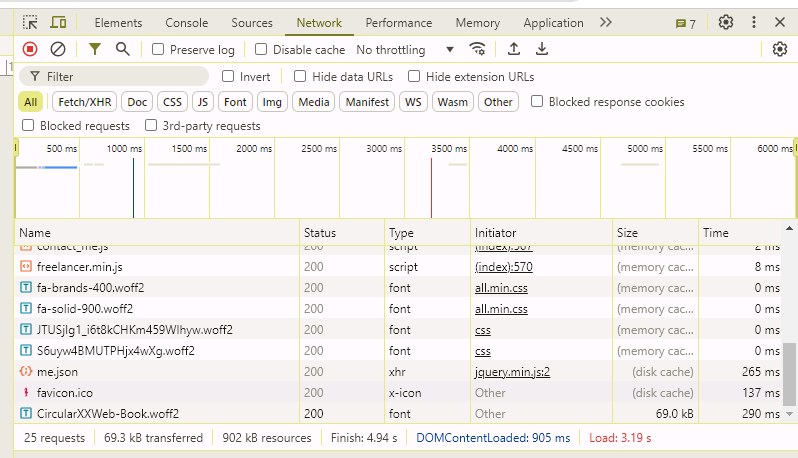 Elements Console Sources Network Performance Memory Application 7
Preserve log Disable cache No throttling
Filter Invert Hide data URLs Hide extension URLs
All Fetch/XHR Doc CSS JS Font Img Media Manifest WS Wasm Other Blocked response cookies
Blocked requests 3rd-party requests
500 ms 1000 ms 1500 ms 2000 ms 2500 ms 3000 ms 3500 ms 4000 ms 4500 ms 5000 ms 5500 ms 6000 ms
Name Status Type Initiator Size Time
contact_me.js 200 script (index):567 (memory cac... 2 ms
freelancer.min.js 200 script (index):570 (memory cac... 8 ms
fa-brands-400.woff2 200 font all.min.css (memory cac... 0 ms
fa-solid-900.woff2 200 font all.min.css (memory cac... 0 ms
JTUSjIg1_i6t8kCHKm459Wlhyw.woff2 200 font css (memory cac... 0 ms
S6uyw4BMUTPHjx4wXg.woff2 200 font css (memory cac... 0 ms
me.json 200 xhr jquery.min.js:2 (disk cache) 265 ms
favicon.ico 200 x-icon Other (disk cache) 137 ms
CircularXXWeb-Book.woff2 200 font Other 69.0 kB 290 ms
25 requests 69.3 kB transferred 902 kB resources Finish: 4.94 s DOMContentLoaded: 905 ms Load: 3.19 s